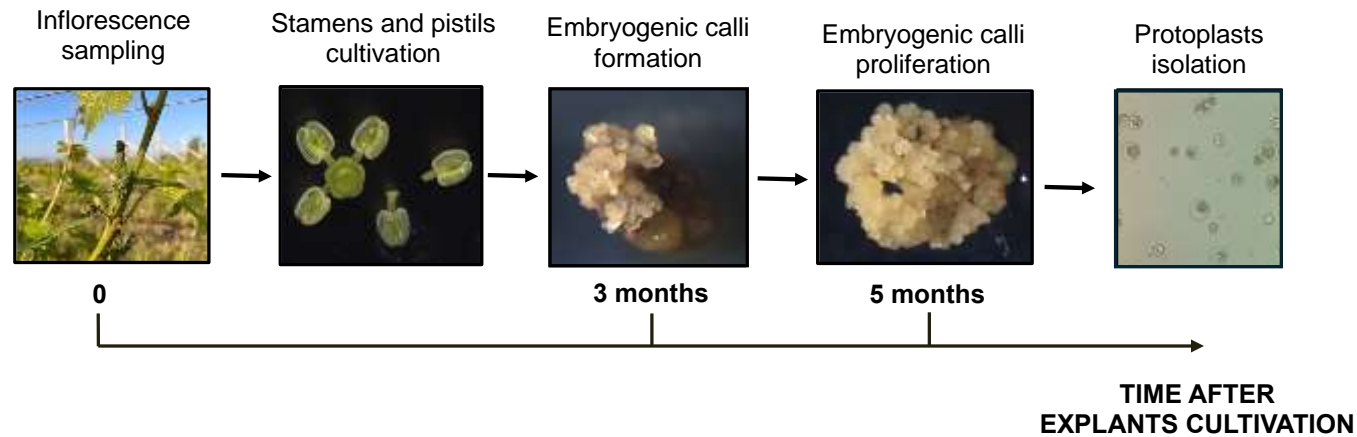 Inflorescence
sampling
Stamens and pistils
cultivation
Embryogenic calli
formation
Embryogenic calli
proliferation
Protoplasts
isolation
0
3 months
5 months
TIME AFTER
EXPLANTS CULTIVATION